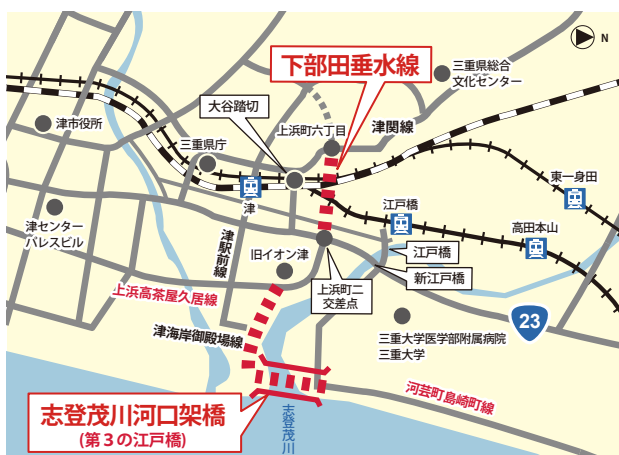 N
下部田垂水線
三重県総合
文化センター
大谷踏切
上浜町六丁目
津関線
津市役所
三重県庁
東一身田
津
江戸橋
高田本山
津センター
パレスビル
津駅前線
旧イオン津
江戸橋
新江戸橋
上浜町二
交差点
上浜高茶屋久居線
津海岸御殿場線
23
三重大学医学部附属病院
三重大学
河芸町島崎町線
志登茂川河口架橋
(第3の江戸橋)
志登茂川